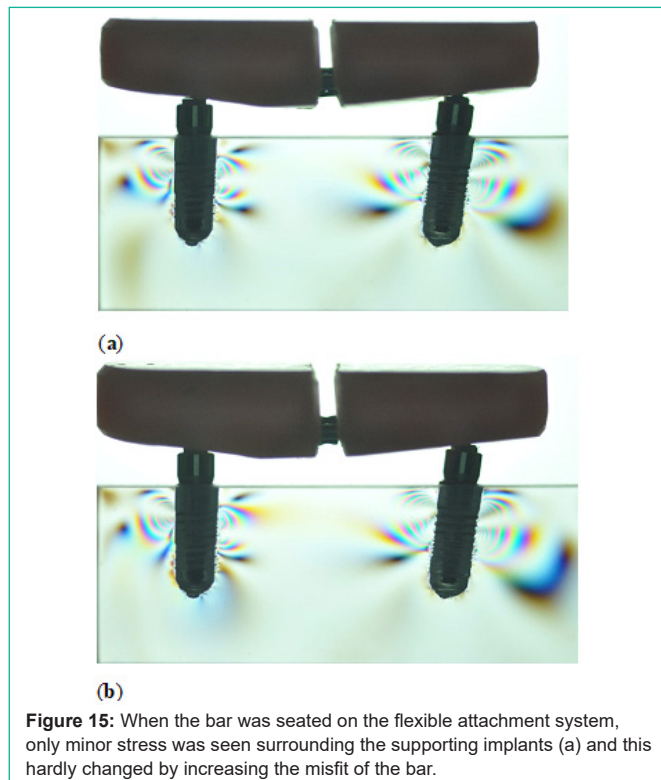 (a)
(b)
Figure 15: When the bar was seated on the flexible attachment system,
only minor stress was seen surrounding the supporting implants (a) and this
hardly changed by increasing the misfit of the bar.